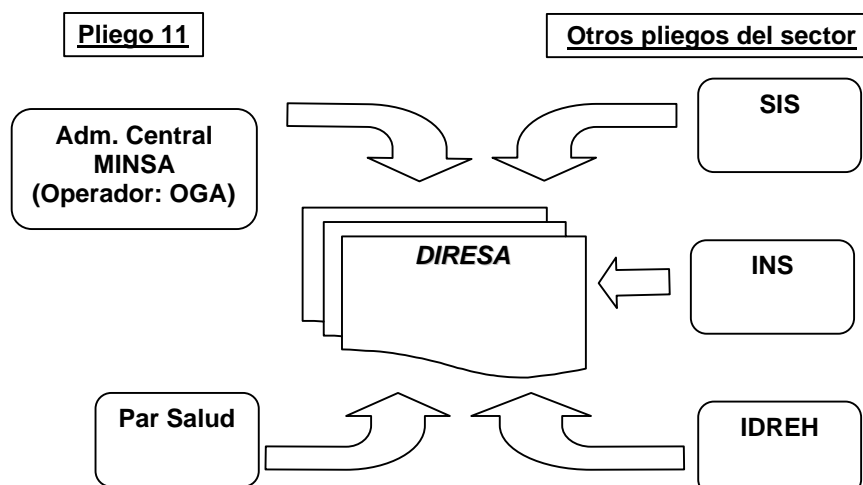 Pliego 11
Otros pliegos del sector
Adm. Central
MINSA
(Operador: OGA)
SIS
DIRESA
INS
Par Salud
IDREH